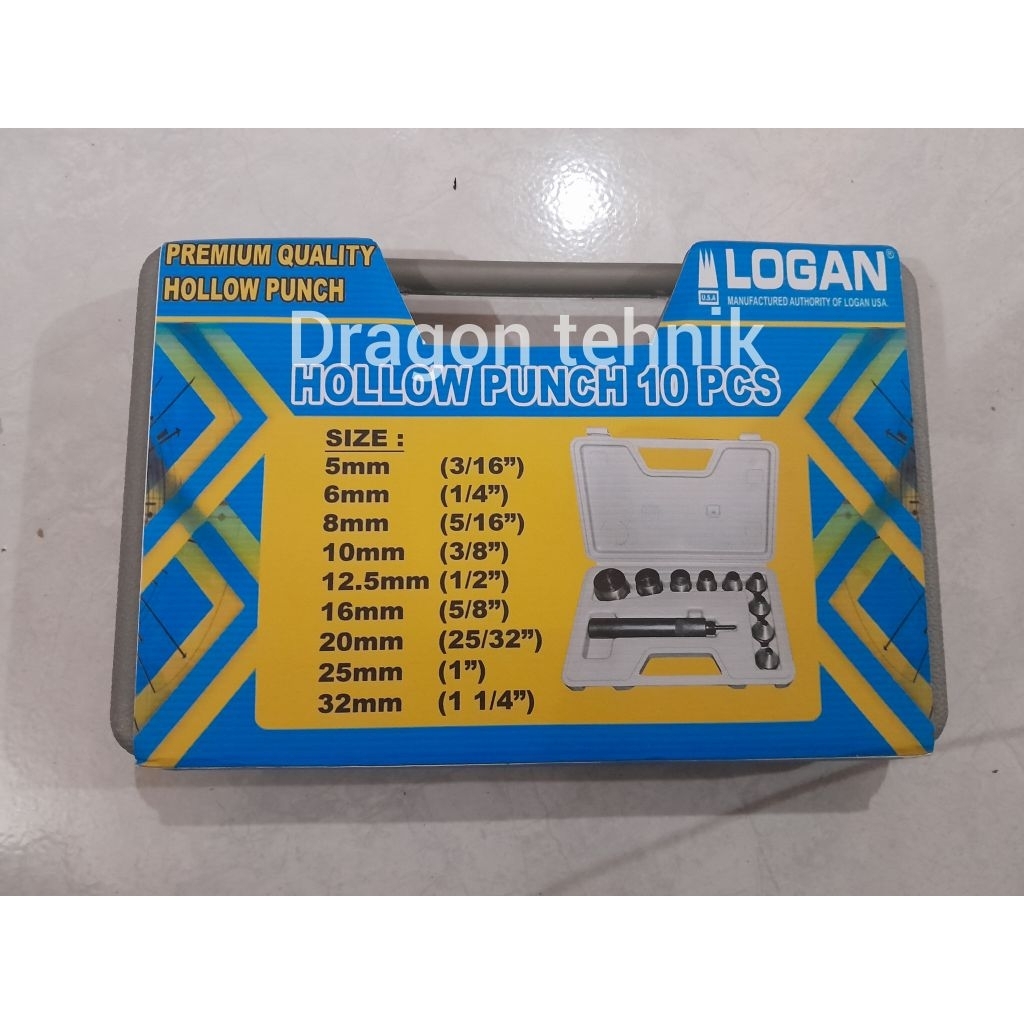 PREMIUM QUALITY
HOLLOW PUNCH
LOGAN®
U.S.A
MANUFACTURED AUTHORITY OF LOGAN USA.
Dragon tehnik
HOLLOW PUNCH 10 PCS
SIZE :
5mm (3/16”)
6mm (1/4”)
8mm (5/16”)
10mm (3/8”)
12.5mm (1/2”)
16mm (5/8”)
20mm (25/32”)
25mm (1”)
32mm (1 1/4”)